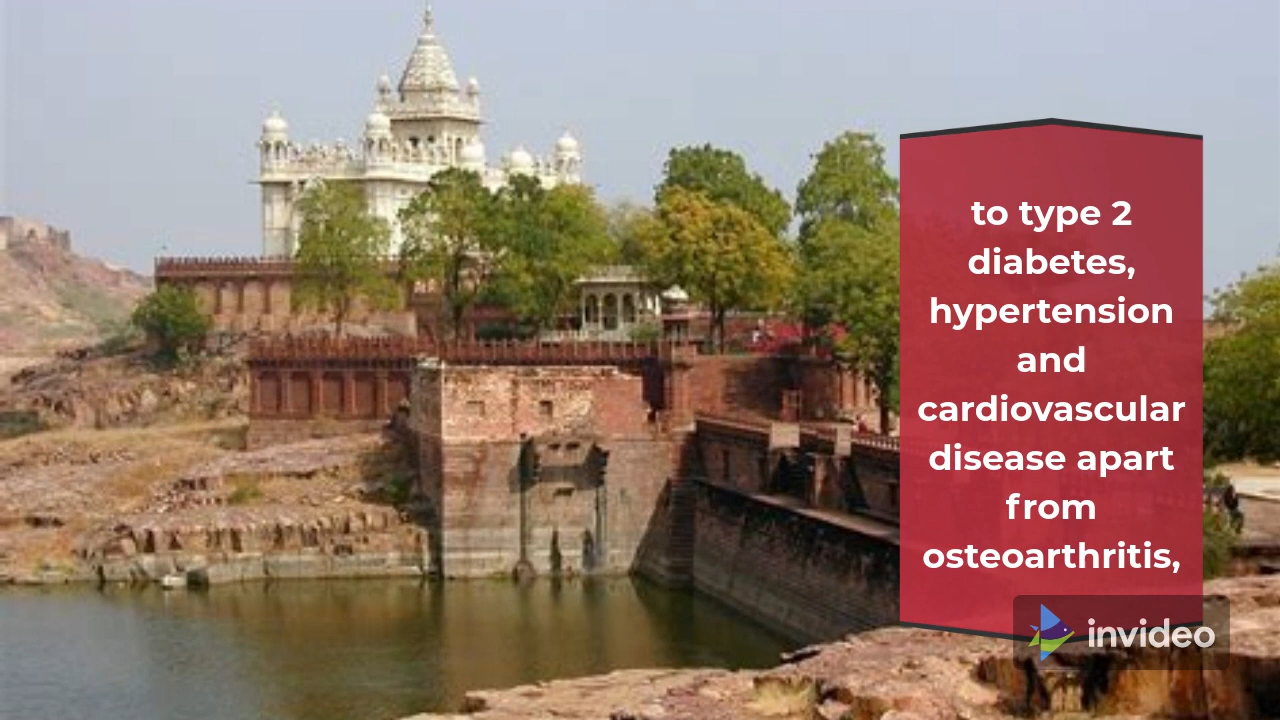 to type 2
diabetes,
hypertension
and
cardiovascular
disease apart
from
osteoarthritis,
invideo